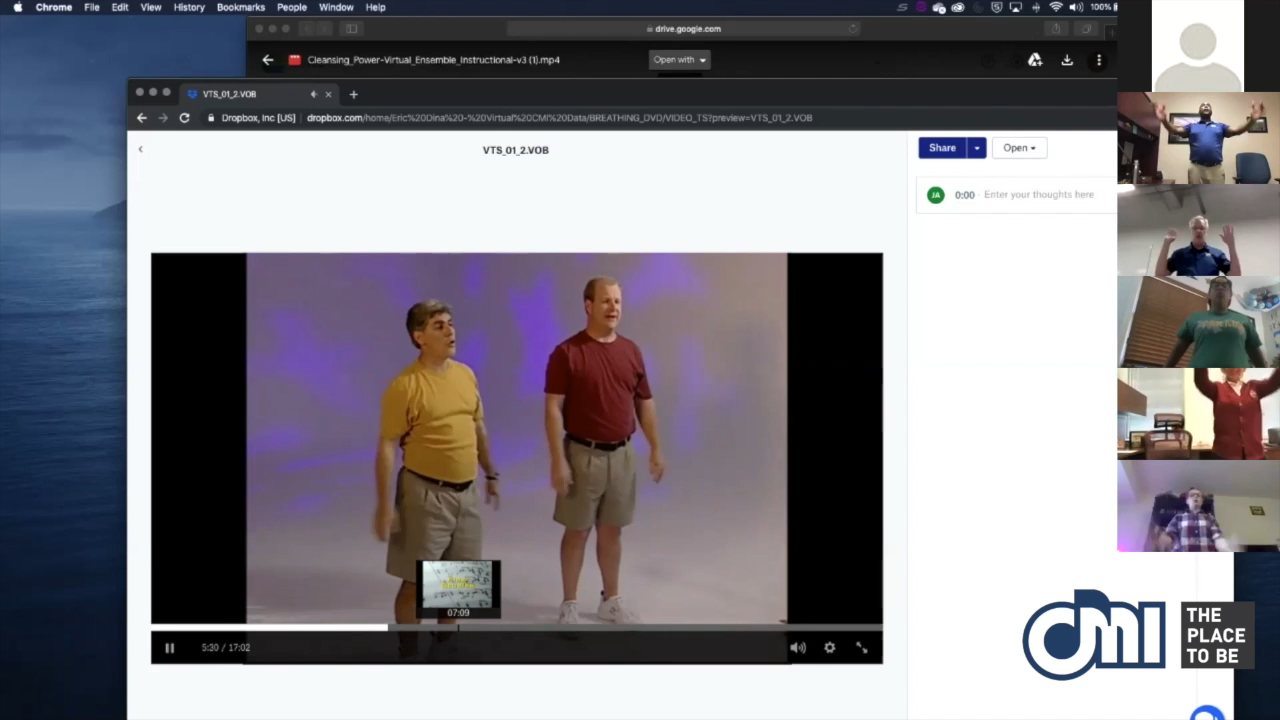 Chrome File Edit View History Bookmarks People Window Help 100%
drive.google.com
Cleansing_Power-Virtual_Ensemble_Instructional-v3 (1).mp4 Open with
VTS_01_2.VOB
Dropbox, Inc [US] dropbox.com/home/Eric%20Dina%20-%20Virtual%20CMI%20Data/BREATHING_DVD/VIDEO_TS?preview=VTS_01_2.VOB
VTS_01_2.VOB
Share Open
JA 0:00 Enter your thoughts here
07:09
5:30 / 17:02
cmi THE
PLACE
TO BE